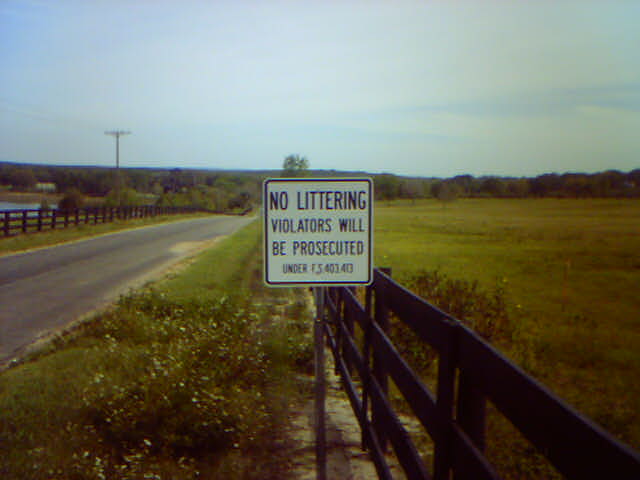 NO LITTERING
VIOLATORS WILL
BE PROSECUTED
UNDER F.S.403.413